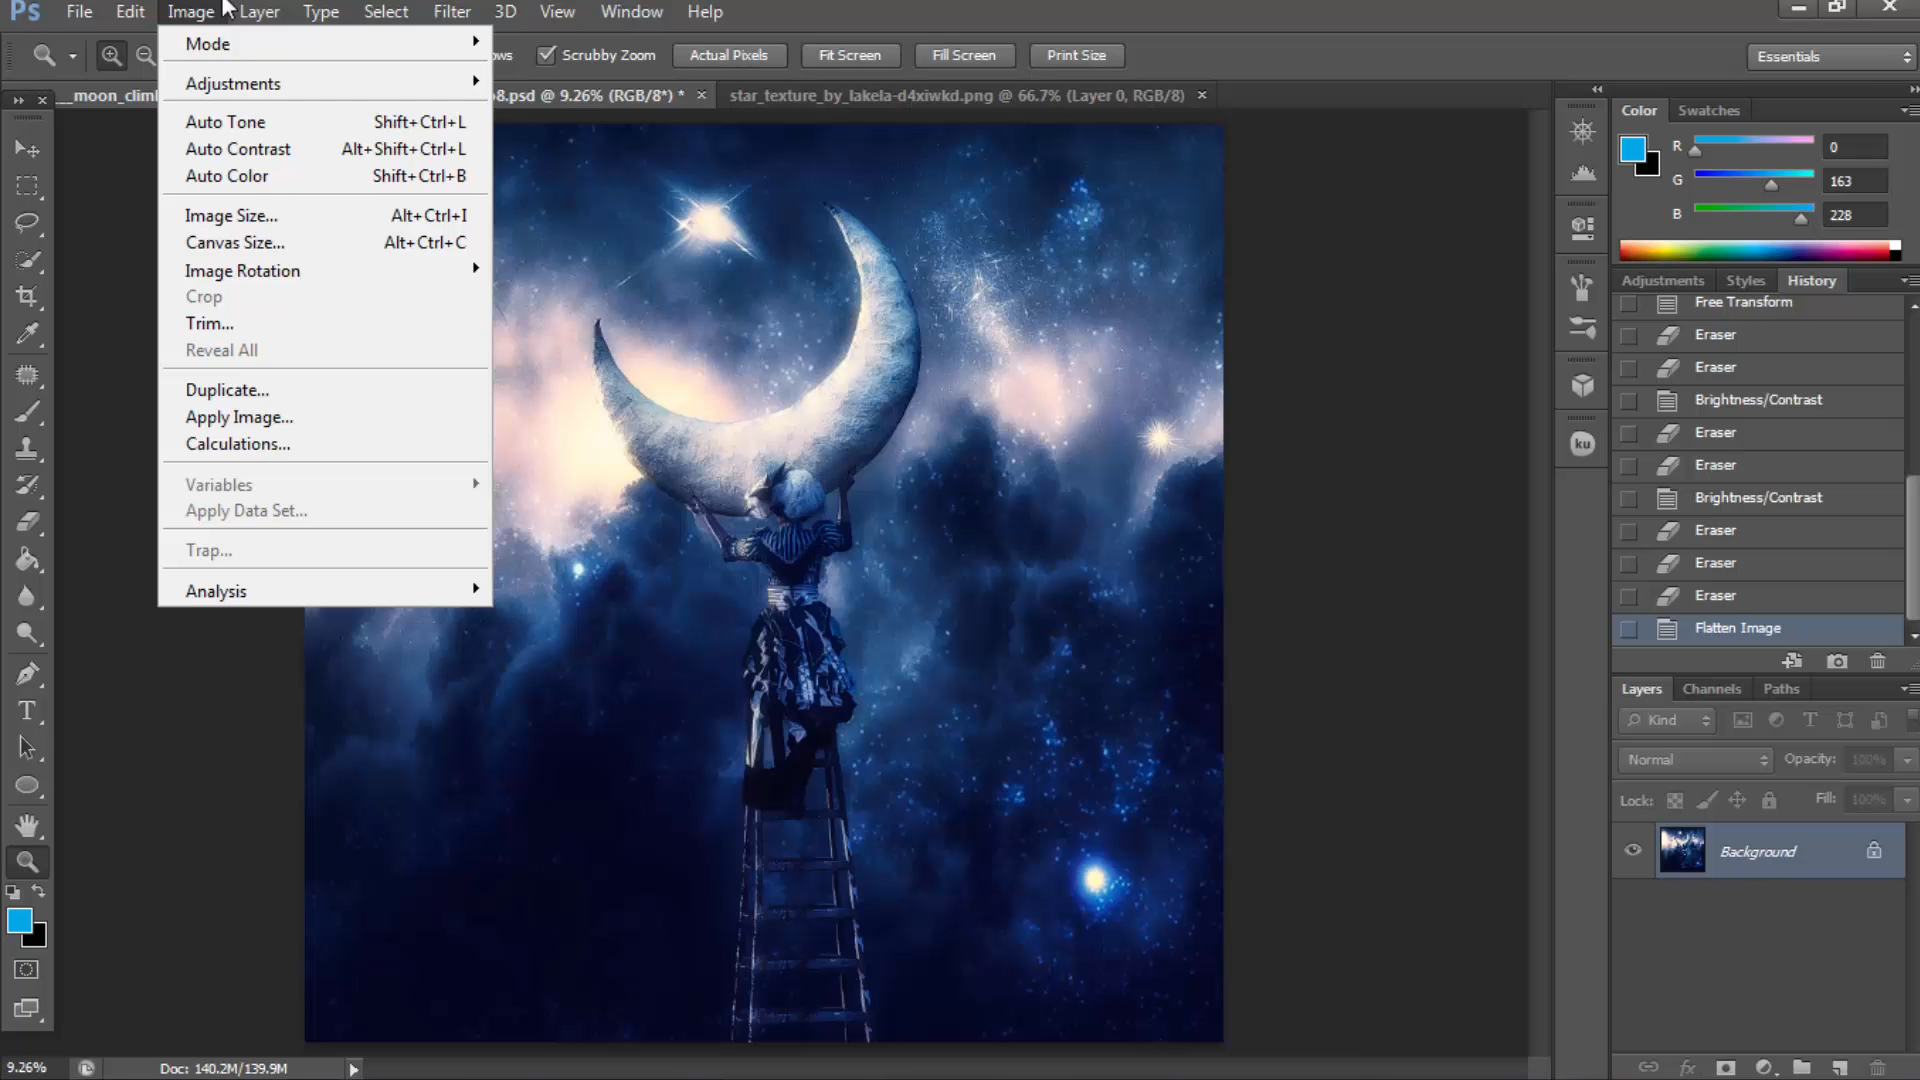 Ps File Edit Image Layer Type Select Filter 3D View Window Help
Scrubby Zoom Actual Pixels Fit Screen Fill Screen Print Size Essentials
8.psd @ 9.26% (RGB/8*) * × star_texture_by_lakela-d4xiwkd.png @ 66.7% (Layer 0, RGB/8) ×
Mode
Adjustments
Auto Tone Shift+Ctrl+L
Auto Contrast Alt+Shift+Ctrl+L
Auto Color Shift+Ctrl+B
Image Size... Alt+Ctrl+I
Canvas Size... Alt+Ctrl+C
Image Rotation
Crop
Trim...
Reveal All
Duplicate...
Apply Image...
Calculations...
Variables
Apply Data Set...
Trap...
Analysis
Color Swatches
R 0
G 163
B 228
ku
Adjustments Styles History
Free Transform
Eraser
Eraser
Brightness/Contrast
Eraser
Eraser
Brightness/Contrast
Eraser
Eraser
Eraser
Flatten Image
Layers Channels Paths
Kind
Normal Opacity: 100%
Lock: Fill: 100%
Background
fx
9.26% Doc: 140.2M/139.9M